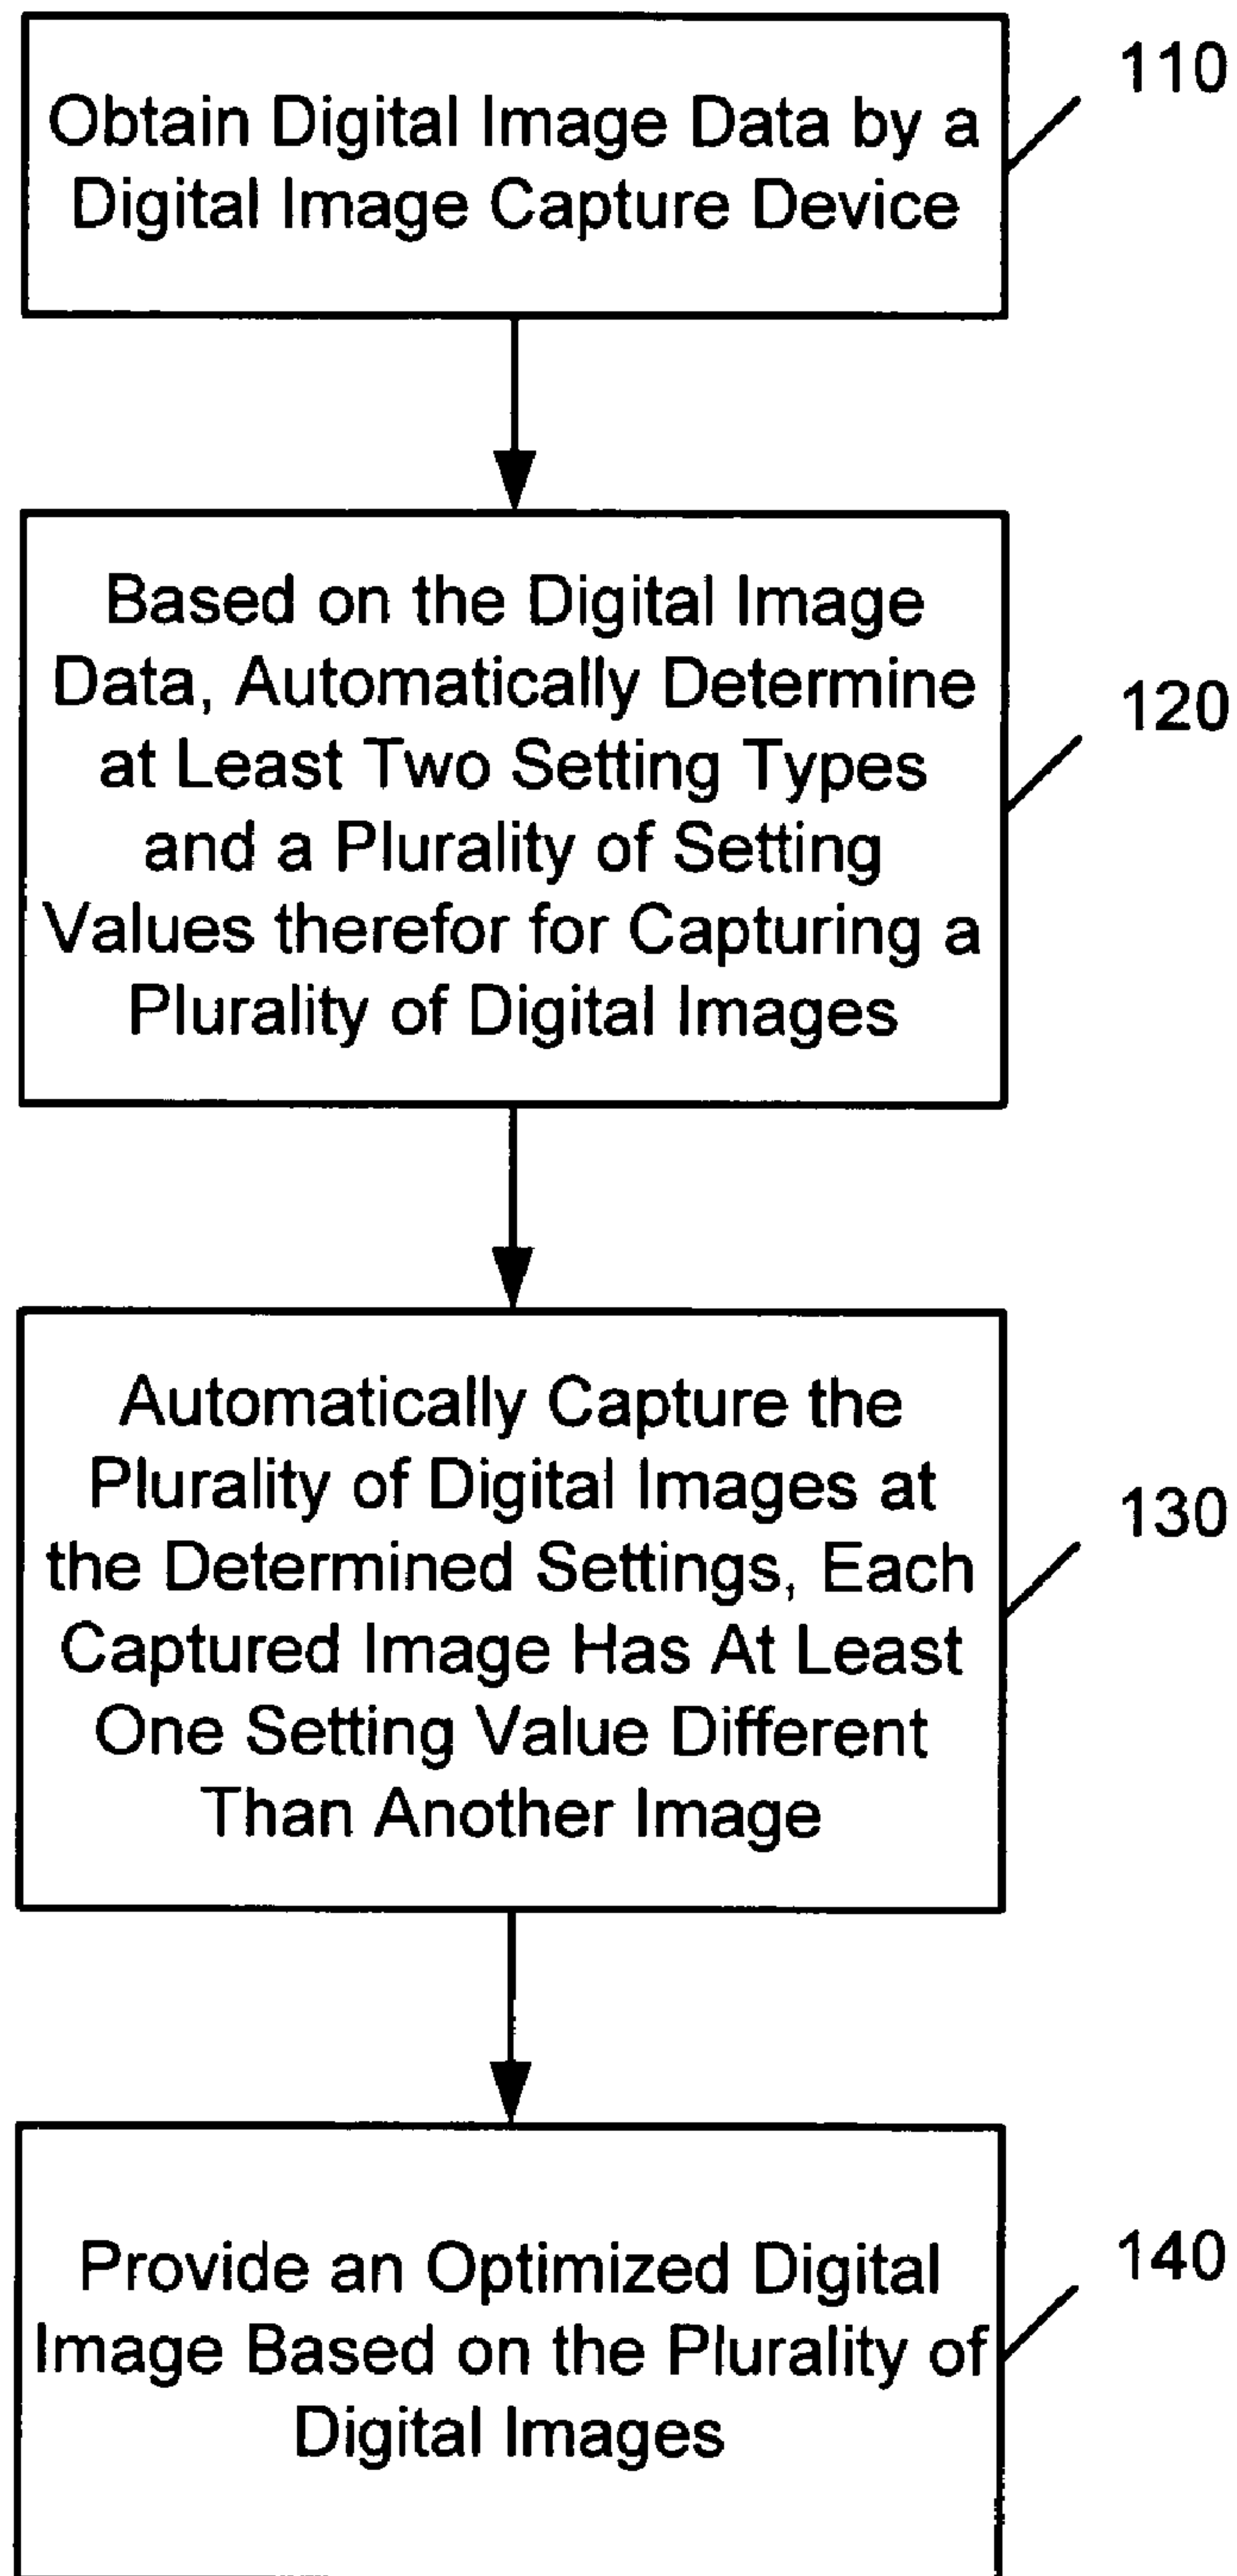 110
Obtain Digital Image Data by a
Digital Image Capture Device
Based on the Digital Image
Data, Automatically Determine
at Least Two Setting Types
and a Plurality of Setting
Values therefor for Capturing a
Plurality of Digital Images
120
Automatically Capture the
Plurality of Digital Images at
the Determined Settings, Each
Captured Image Has At Least
One Setting Value Different
Than Another Image
130
Provide an Optimized Digital
Image Based on the Plurality of
Digital Images
140